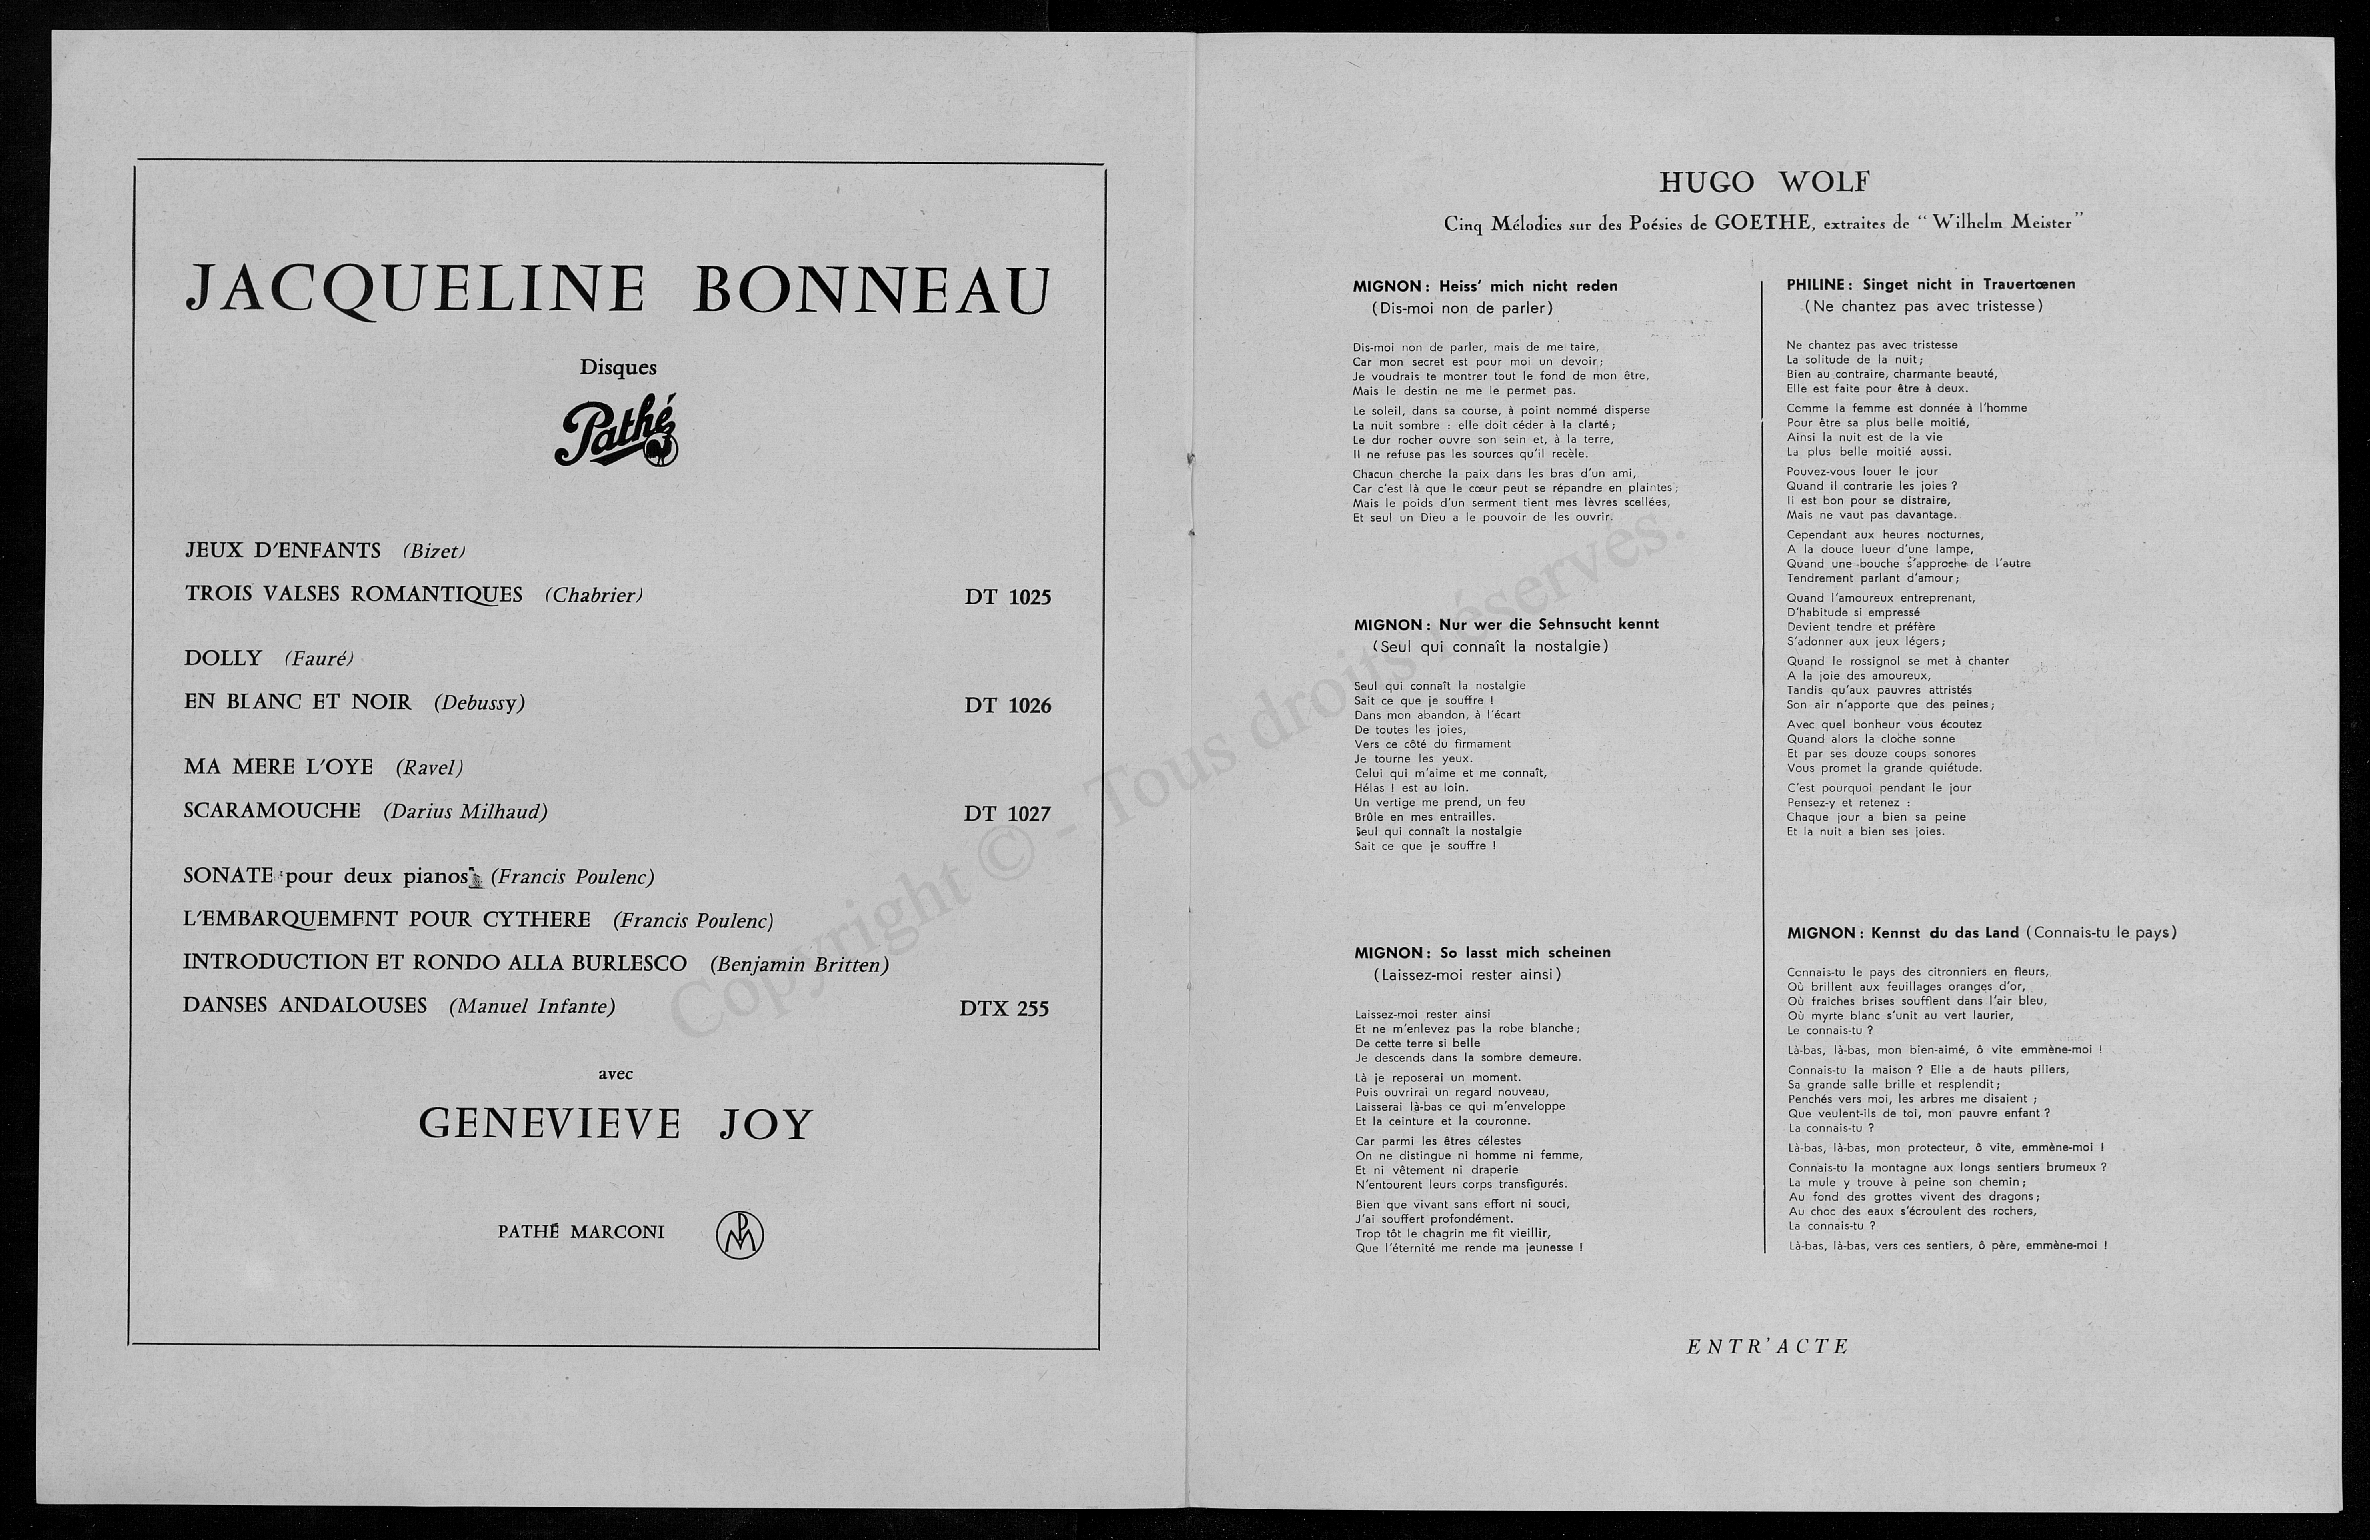 JACQUELINE BONNEAU
Disques
Pathé
JEUX D'ENFANTS (Bizet)
TROIS VALSES ROMANTIQUES (Chabrier) DT 1025
DOLLY (Fauré)
EN BLANC ET NOIR (Debussy) DT 1026
MA MERE L'OYE (Ravel)
SCARAMOUCHE (Darius Milhaud) DT 1027
SONATE pour deux pianos (Francis Poulenc)
L'EMBARQUEMENT POUR CYTHERE (Francis Poulenc)
INTRODUCTION ET RONDO ALLA BURLESCO (Benjamin Britten)
DANSES ANDALOUSES (Manuel Infante) DTX 255
avec
GENEVIEVE JOY
PATHÉ MARCONI PM
HUGO WOLF
Cinq Mélodies sur des Poésies de GOETHE, extraites de “ Wilhelm Meister”
MIGNON : Heiss' mich nicht reden
(Dis-moi non de parler)
Dis-moi non de parler, mais de me taire,
Car mon secret est pour moi un devoir;
Je voudrais te montrer tout le fond de mon être,
Mais le destin ne me le permet pas.
Le soleil, dans sa course, à point nommé disperse
La nuit sombre : elle doit céder à la clarté;
Le dur rocher ouvre son sein et, à la terre,
Il ne refuse pas les sources qu'il recèle.
Chacun cherche la paix dans les bras d'un ami,
Car c'est là que le cœur peut se répandre en plaintes;
Mais le poids d'un serment tient mes lèvres scellées,
Et seul un Dieu a le pouvoir de les ouvrir.
MIGNON : Nur wer die Sehnsucht kennt
(Seul qui connaît la nostalgie)
Seul qui connaît la nostalgie
Sait ce que je souffre !
Dans mon abandon, à l'écart
De toutes les joies,
Vers ce côté du firmament
Je tourne les yeux.
Celui qui m'aime et me connaît,
Hélas ! est au loin.
Un vertige me prend, un feu
Brûle en mes entrailles.
Seul qui connaît la nostalgie
Sait ce que je souffre !
MIGNON : So lasst mich scheinen
(Laissez-moi rester ainsi)
Laissez-moi rester ainsi
Et ne m'enlevez pas la robe blanche;
De cette terre si belle
Je descends dans la sombre demeure.
Là je reposerai un moment.
Puis ouvrirai un regard nouveau,
Laisserai là-bas ce qui m'enveloppe
Et la ceinture et la couronne.
Car parmi les êtres célestes
On ne distingue ni homme ni femme,
Et ni vêtement ni draperie
N'entourent leurs corps transfigurés.
Bien que vivant sans effort ni souci,
J'ai souffert profondément.
Trop tôt le chagrin me fit vieillir,
Que l'éternité me rende ma jeunesse !
PHILINE : Singet nicht in Trauertœnen
(Ne chantez pas avec tristesse)
Ne chantez pas avec tristesse
La solitude de la nuit;
Bien au contraire, charmante beauté,
Elle est faite pour être à deux.
Comme la femme est donnée à l'homme
Pour être sa plus belle moitié,
Ainsi la nuit est de la vie
La plus belle moitié aussi.
Pouvez-vous louer le jour
Quand il contrarie les joies ?
Il est bon pour se distraire,
Mais ne vaut pas davantage.
Cependant aux heures nocturnes,
A la douce lueur d'une lampe,
Quand une bouche s'approche de l'autre
Tendrement parlant d'amour;
Quand l'amoureux entreprenant,
D'habitude si empressé
Devient tendre et préfère
S'adonner aux jeux légers;
Quand le rossignol se met à chanter
A la joie des amoureux,
Tandis qu'aux pauvres attristés
Son air n'apporte que des peines;
Avec quel bonheur vous écoutez
Quand alors la cloche sonne
Et par ses douze coups sonores
Vous promet la grande quiétude.
C'est pourquoi pendant le jour
Pensez-y et retenez :
Chaque jour a bien sa peine
Et la nuit a bien ses joies.
MIGNON : Kennst du das Land (Connais-tu le pays)
Connais-tu le pays des citronniers en fleurs,
Où brillent aux feuillages oranges d'or,
Où fraiches brises soufflent dans l'air bleu,
Où myrte blanc s'unit au vert laurier,
Le connais-tu ?
Là-bas, là-bas, mon bien-aimé, ô vite emmène-moi !
Connais-tu la maison ? Elle a de hauts piliers,
Sa grande salle brille et resplendit;
Penchés vers moi, les arbres me disaient ;
Que veulent-ils de toi, mon pauvre enfant ?
La connais-tu ?
Là-bas, là-bas, mon protecteur, ô vite, emmène-moi !
Connais-tu la montagne aux longs sentiers brumeux ?
La mule y trouve à peine son chemin;
Au fond des grottes vivent des dragons;
Au choc des eaux s'écroulent des rochers,
La connais-tu ?
Là-bas, là-bas, vers ces sentiers, ô père, emmène-moi !
ENTR'ACTE
Copyright © - Tous droits réservés.